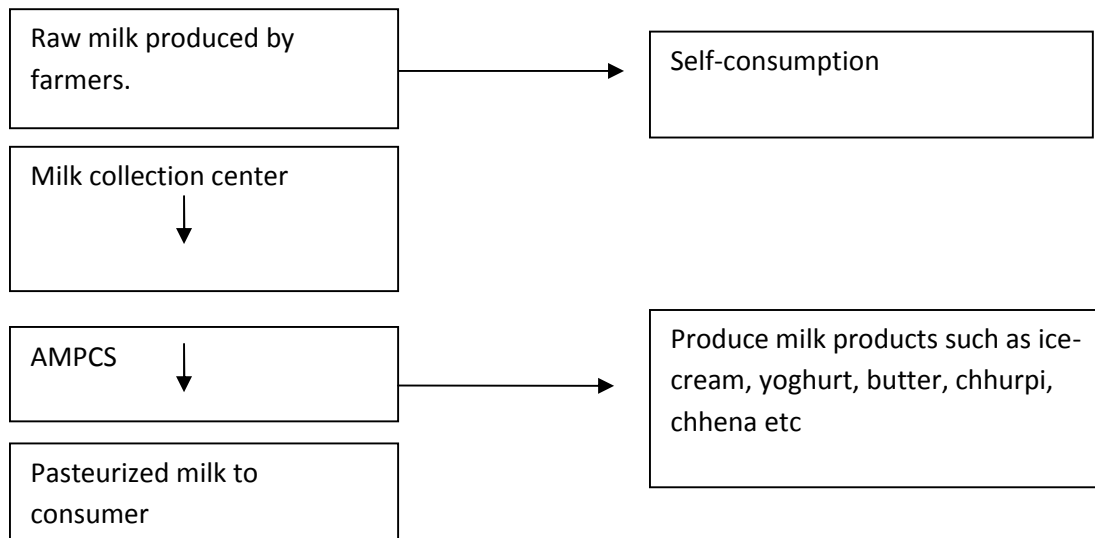 Raw milk produced by
farmers.
Self-consumption
Milk collection center
AMPCS
Produce milk products such as ice-
cream, yoghurt, butter, chhurpi,
chhena etc
Pasteurized milk to
consumer